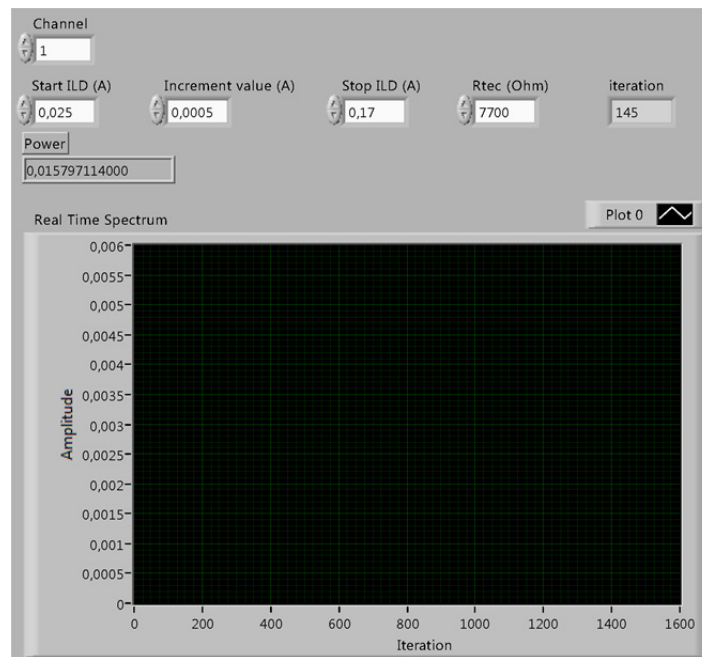 Channel
1
Start ILD (A) Increment value (A) Stop ILD (A) Rtec (Ohm) iteration
0,025 0,0005 0,17 7700 145
Power
0,015797114000
Real Time Spectrum Plot 0
0,006
0,0055
0,005
0,0045
0,004
0,0035
0,003
0,0025
0,002
0,0015
0,001
0,0005
0
Amplitude
0 200 400 600 800 1000 1200 1400 1600
Iteration